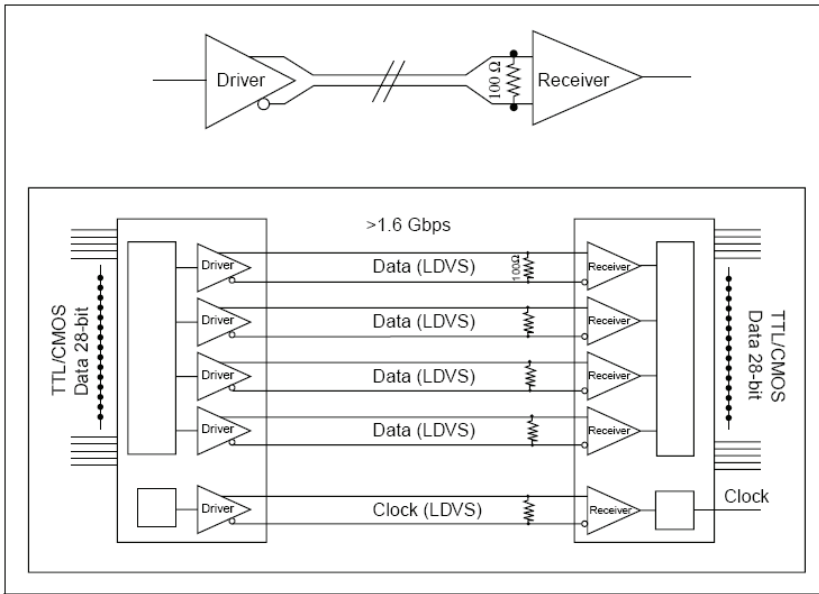 Driver
100 Ω
Receiver
>1.6 Gbps
TTL/CMOS
Data 28-bit
Driver
Data (LDVS)
100Ω
Receiver
Driver
Data (LDVS)
Receiver
Driver
Data (LDVS)
Receiver
Driver
Data (LDVS)
Receiver
TTL/CMOS
Data 28-bit
Driver
Clock (LDVS)
Receiver
Clock